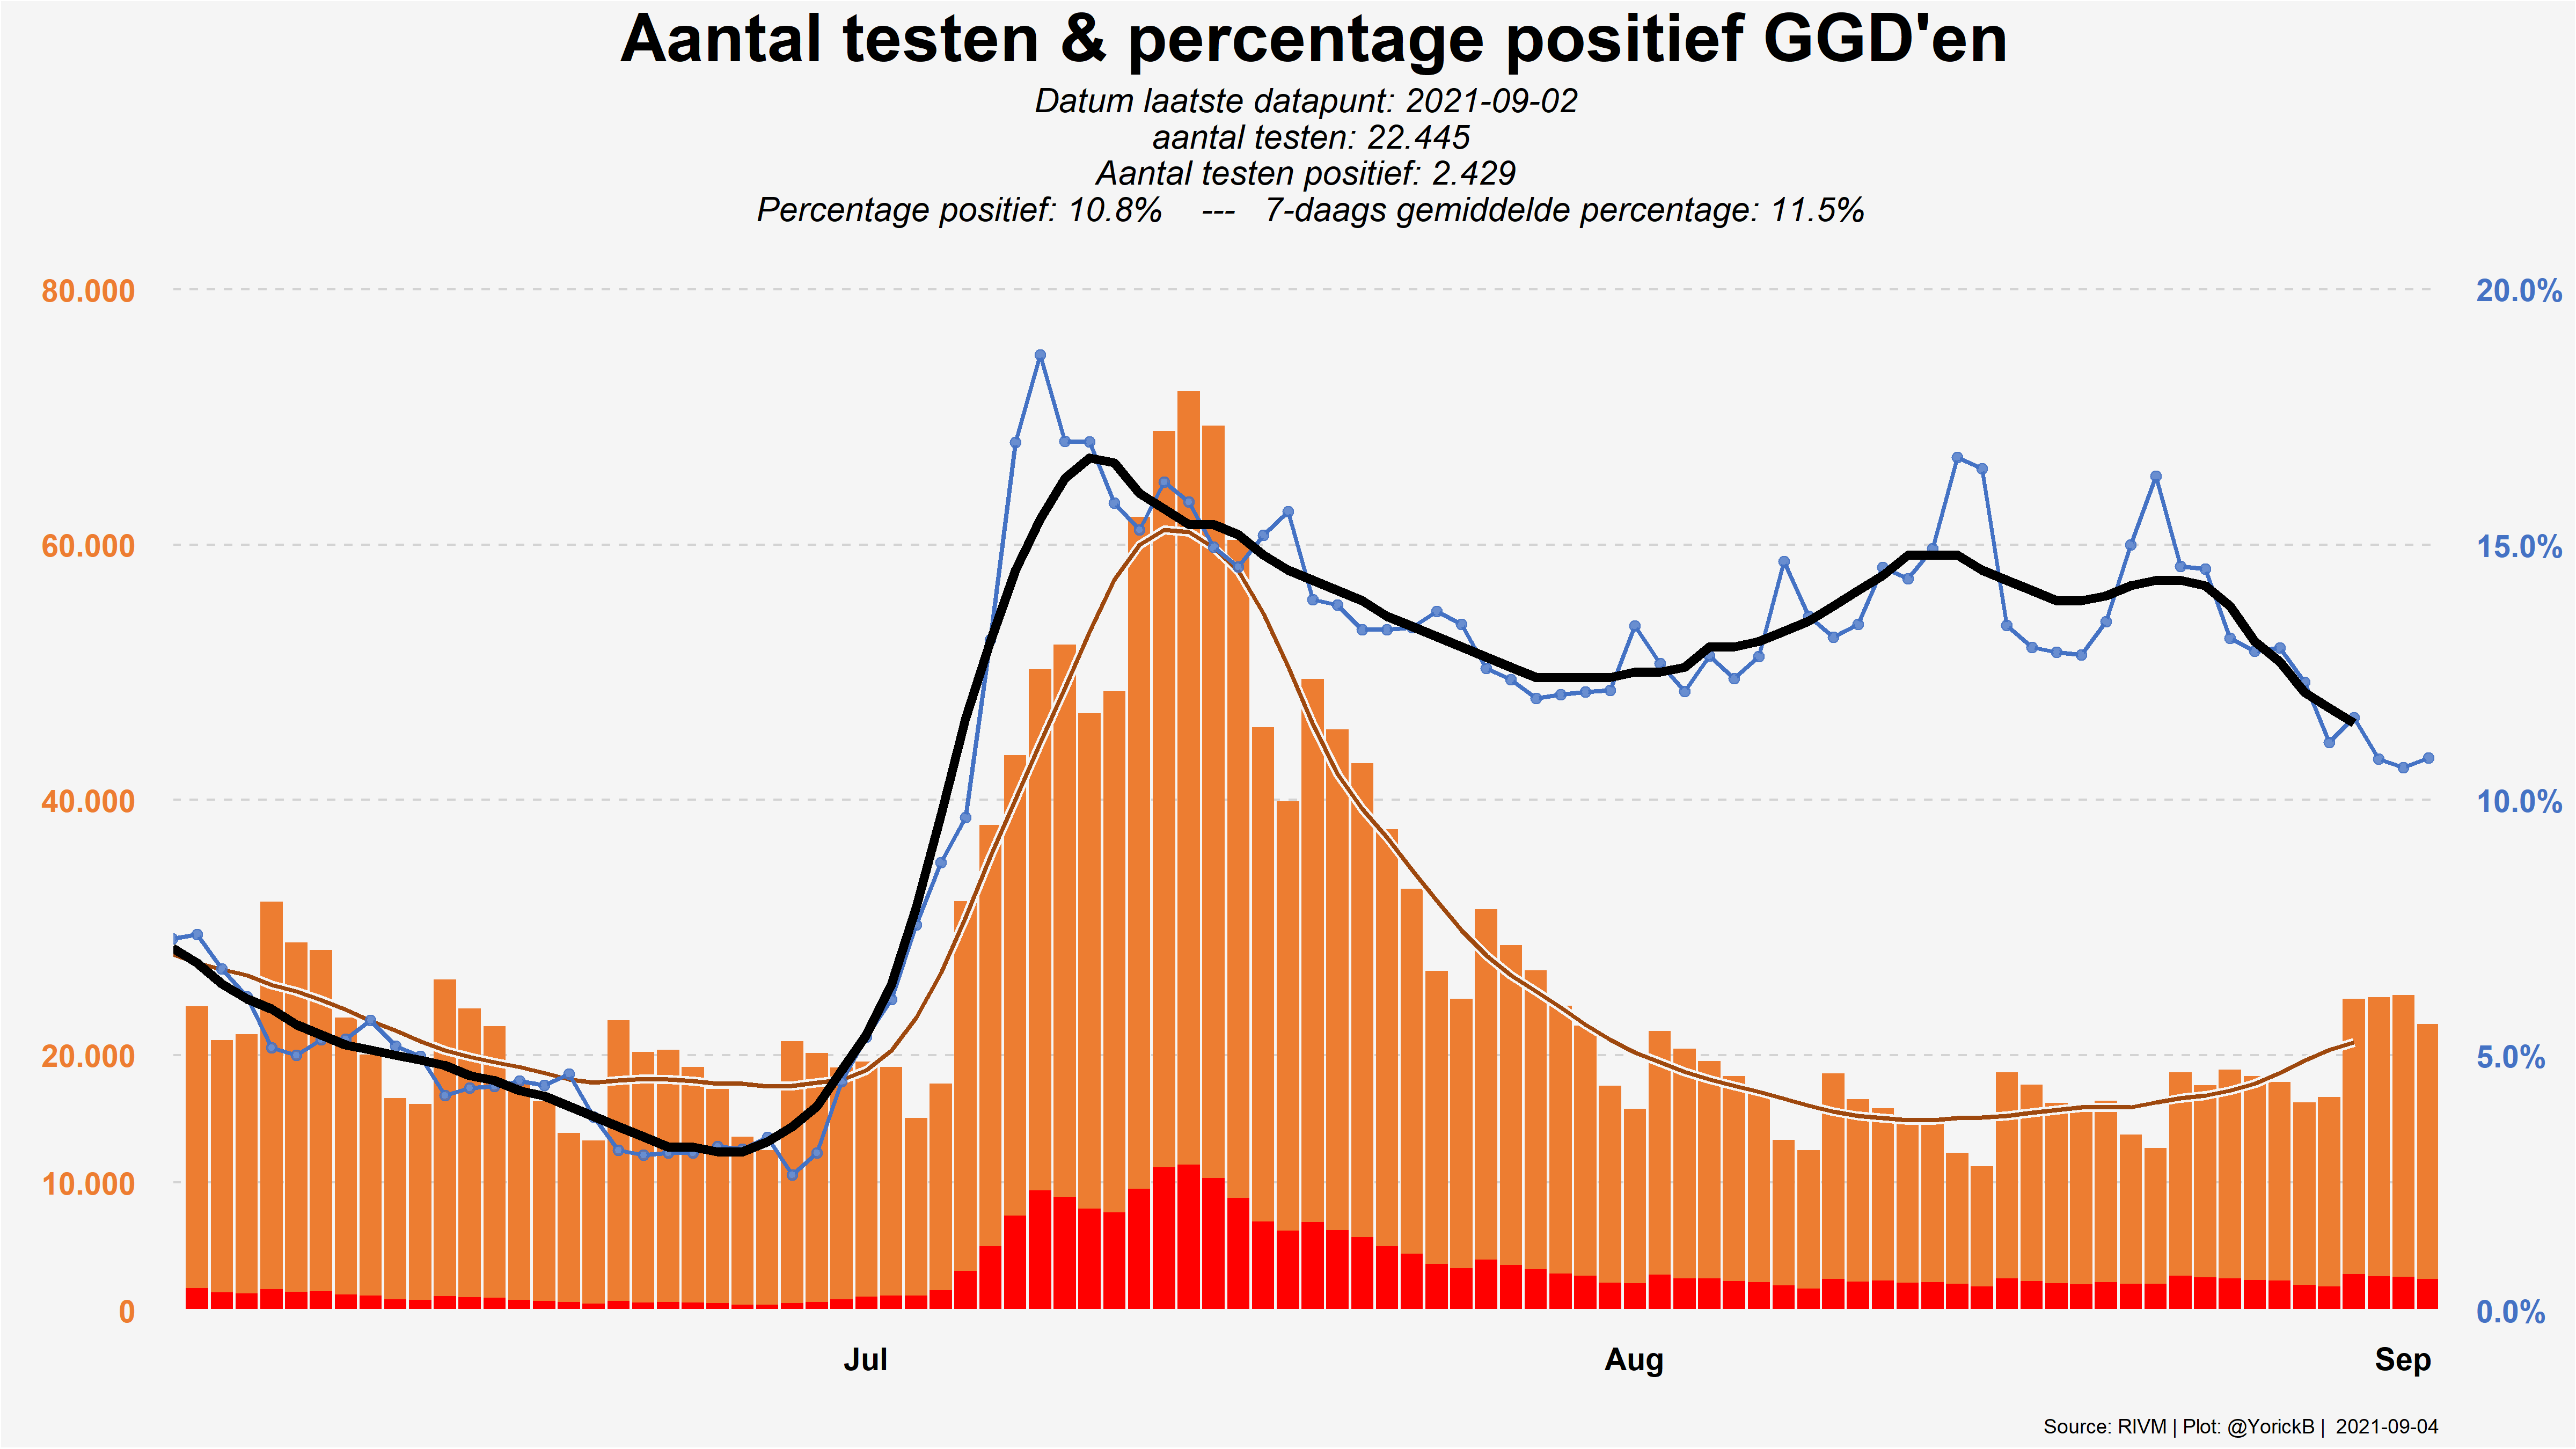 Aantal testen & percentage positief GGD'en
Datum laatste datapunt: 2021-09-02
aantal testen: 22.445
Aantal testen positief: 2.429
Percentage positief: 10.8% --- 7-daags gemiddelde percentage: 11.5%
80.000
20.0%
60.000
15.0%
40.000
10.0%
20.000
5.0%
10.000
0
0.0%
Jul
Aug
Sep
Source: RIVM | Plot: @YorickB | 2021-09-04